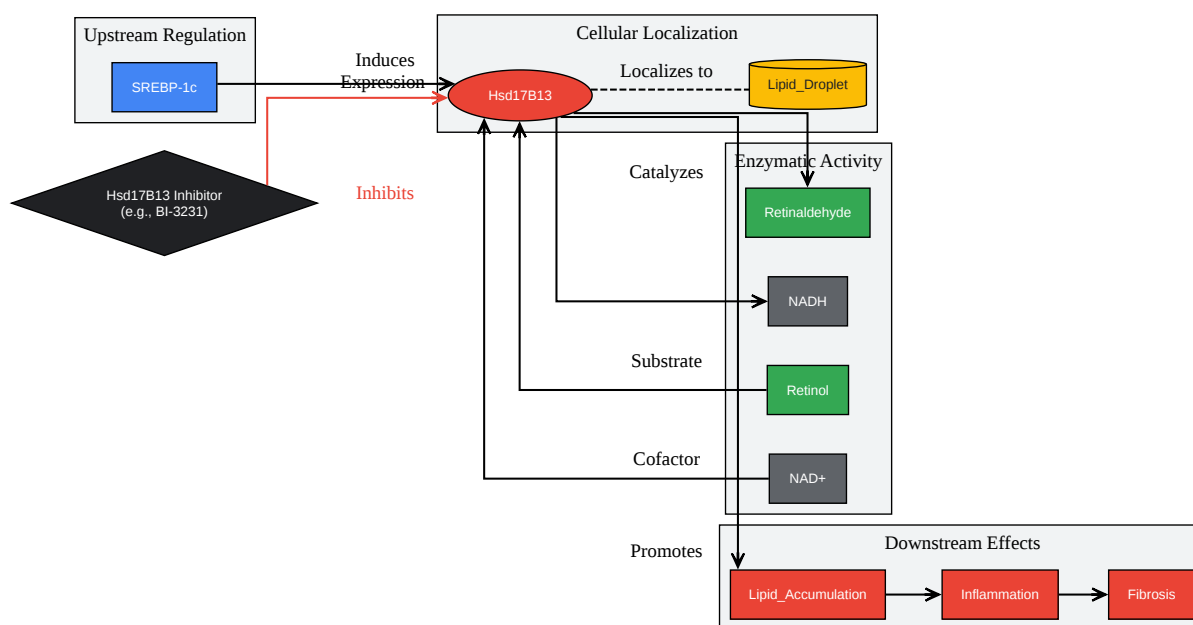 Upstream Regulation
SREBP-1c
Induces
Expression
Cellular Localization
Hsd17B13
Localizes to
Lipid_Droplet
Hsd17B13 Inhibitor
(e.g., BI-3231)
Inhibits
Catalyzes
Enzymatic Activity
Retinaldehyde
NADH
Substrate
Retinol
Cofactor
NAD+
Promotes
Downstream Effects
Lipid_Accumulation
Inflammation
Fibrosis